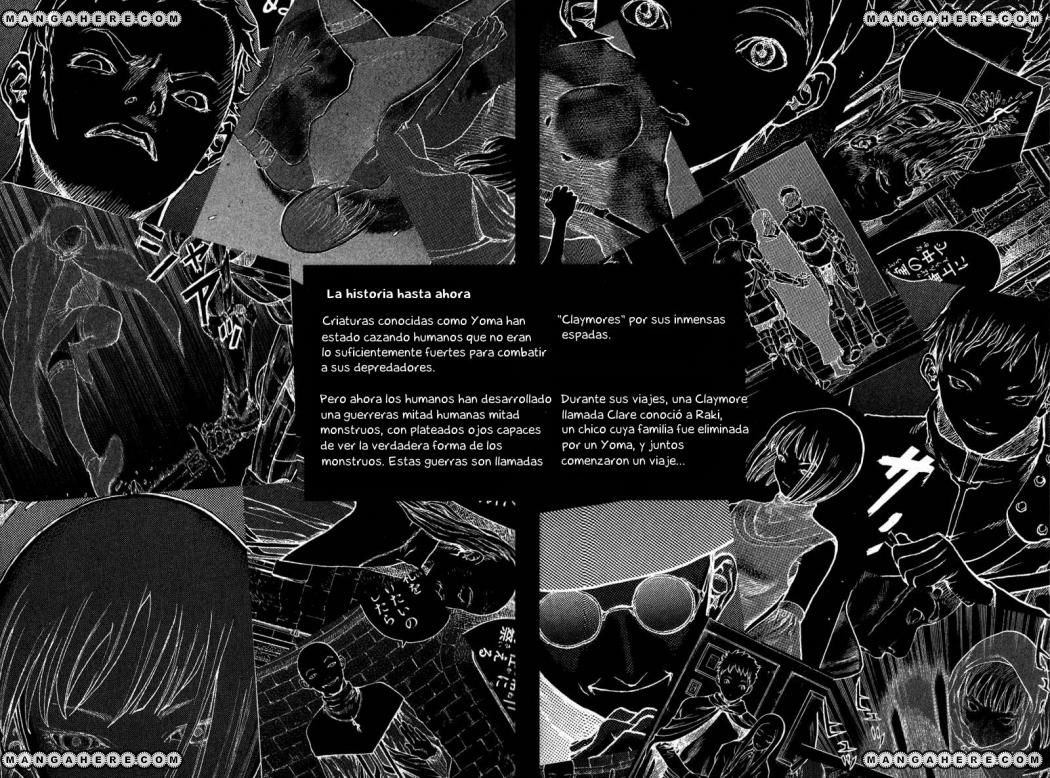 MANGAHERE.COM
MANGAHERE.COM
La historia hasta ahora
Criaturas conocidas como Yoma han
estado cazando humanos que no eran
lo suficientemente fuertes para combatir
a sus depredadores.
Pero ahora los humanos han desarrollado
una guerreras mitad humanas mitad
monstruos, con plateados ojos capaces
de ver la verdadera forma de los
monstruos. Estas guerras son llamadas
"Claymores" por sus inmensas
espadas.
Durante sus viajes, una Claymore
llamada Clare conoció a Raki,
un chico cuya familia fue eliminada
por un Yoma, y juntos
comenzaron un viaje...
MANGAHERE.COM
MANGAHERE.COM